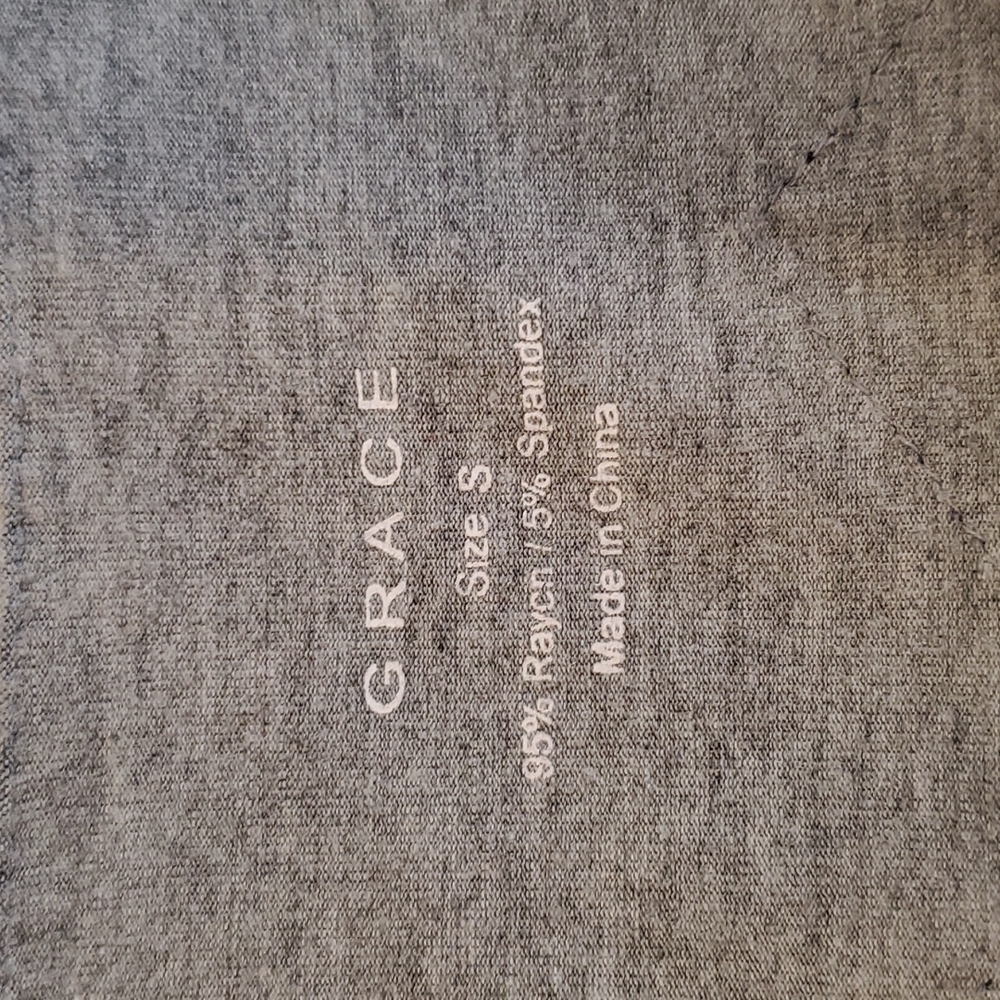 GRACE
Size S
95% Rayon / 5% Spandex
Made in China